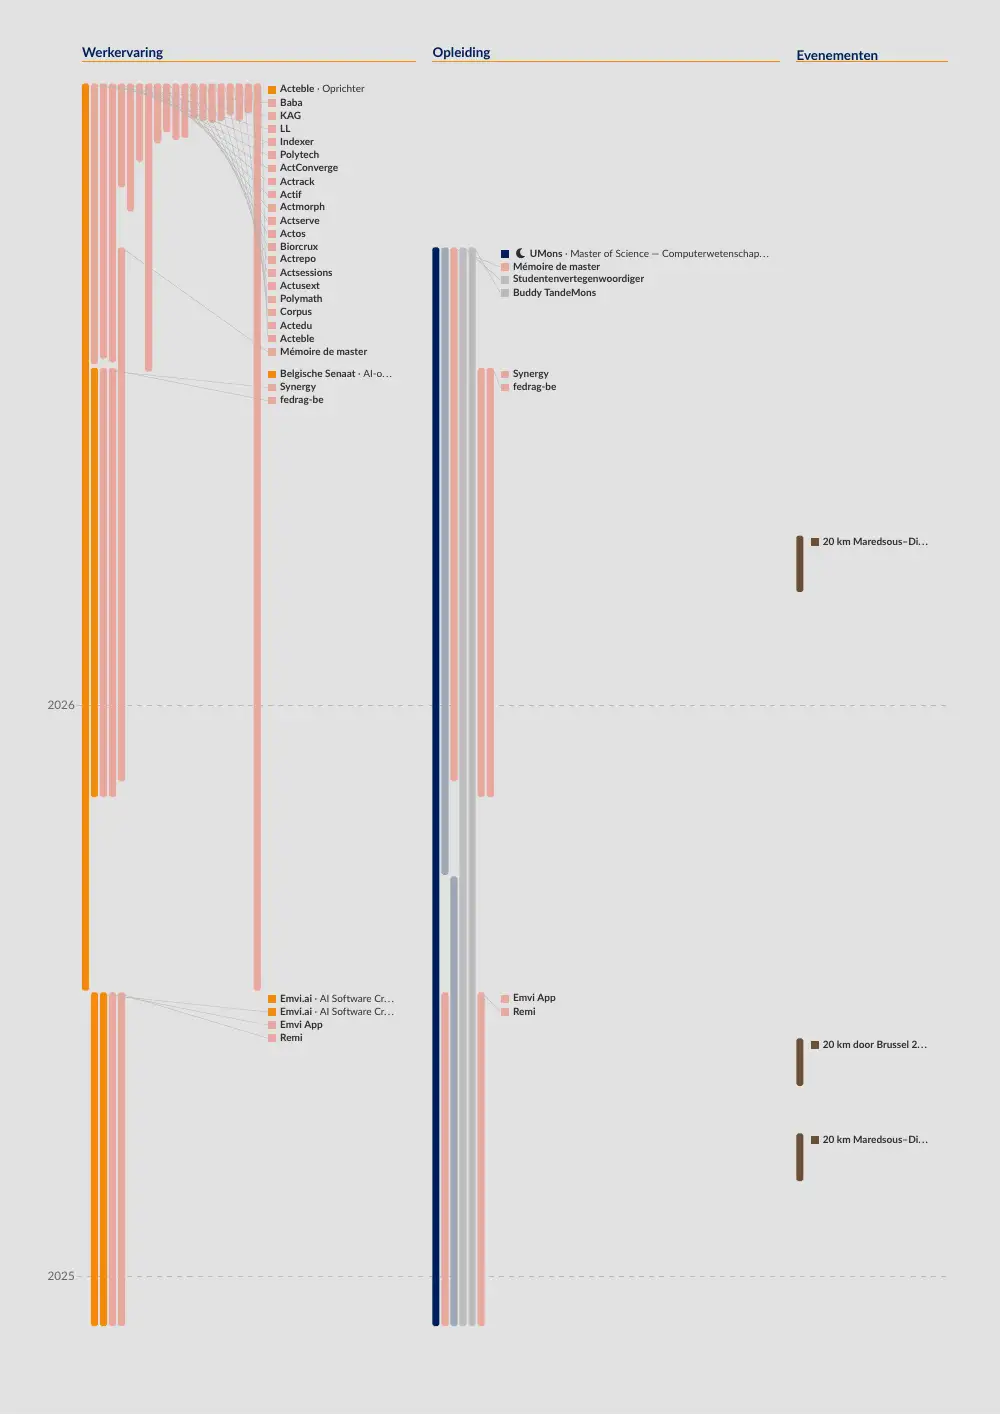 Werkervaring
Acteble · Oprichter
Baba
KAG
LL
Indexer
Polytech
ActConverge
Actrack
Actif
Actmorph
Actserve
Actos
Biorcrux
Actrepo
Actsessions
Actusext
Polymath
Corpus
Actedu
Acteble
Mémoire de master
Belgische Senaat · AI-o…
Synergy
fedrag-be
Emvi.ai · AI Software Cr…
Emvi.ai · AI Software Cr…
Emvi App
Remi
Opleiding
UMons · Master of Science — Computerwetenschap…
Mémoire de master
Studentenvertegenwoordiger
Buddy TandeMons
Synergy
fedrag-be
Emvi App
Remi
Evenementen
20 km Maredsous–Di…
20 km door Brussel 2…
20 km Maredsous–Di…
2026
2025